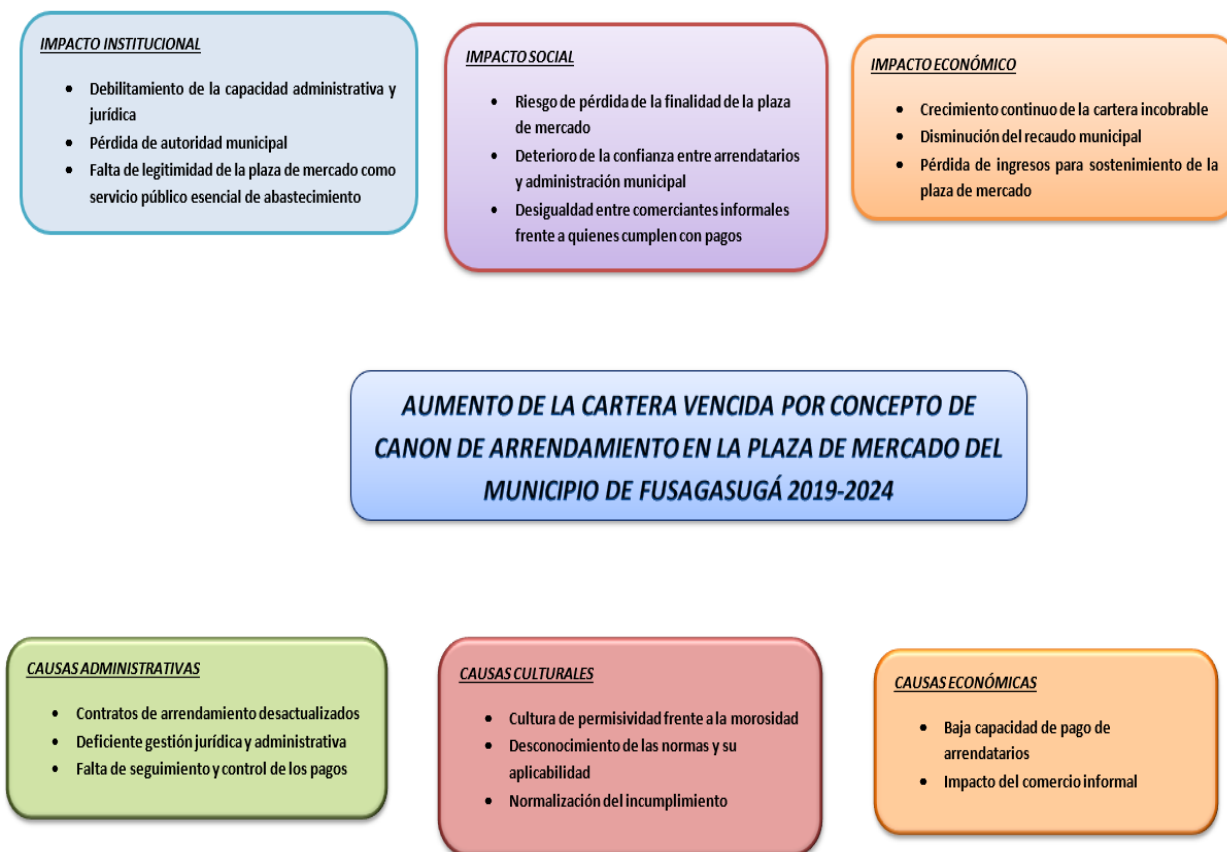 IMPACTO INSTITUCIONAL
• Debilitamiento de la capacidad administrativa y
jurídica
• Pérdida de autoridad municipal
• Falta de legitimidad de la plaza de mercado como
servicio público esencial de abastecimiento
IMPACTO SOCIAL
• Riesgo de pérdida de la finalidad de la plaza
de mercado
• Deterioro de la confianza entre arrendatarios
y administración municipal
• Desigualdad entre comerciantes informales
frente a quienes cumplen con pagos
IMPACTO ECONÓMICO
• Crecimiento continuo de la cartera incobrable
• Disminución del recaudo municipal
• Pérdida de ingresos para sostenimiento de la
plaza de mercado
AUMENTO DE LA CARTERA VENCIDA POR CONCEPTO DE
CANON DE ARRENDAMIENTO EN LA PLAZA DE MERCADO DEL
MUNICIPIO DE FUSAGASUGÁ 2019-2024
CAUSAS ADMINISTRATIVAS
• Contratos de arrendamiento desactualizados
• Deficiente gestión jurídica y administrativa
• Falta de seguimiento y control de los pagos
CAUSAS CULTURALES
• Cultura de permisividad frente a la morosidad
• Desconocimiento de las normas y su
aplicabilidad
• Normalización del incumplimiento
CAUSAS ECONÓMICAS
• Baja capacidad de pago de
arrendatarios
• Impacto del comercio informal